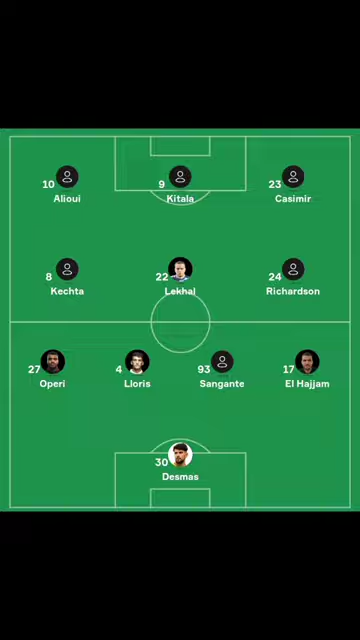 10 9 23
Alioui Kitala Casimir
8 22 24
Kechta Lekhal Richardson
27 4 93 17
Operi Lloris Sangante El Hajjam
30
Desmas